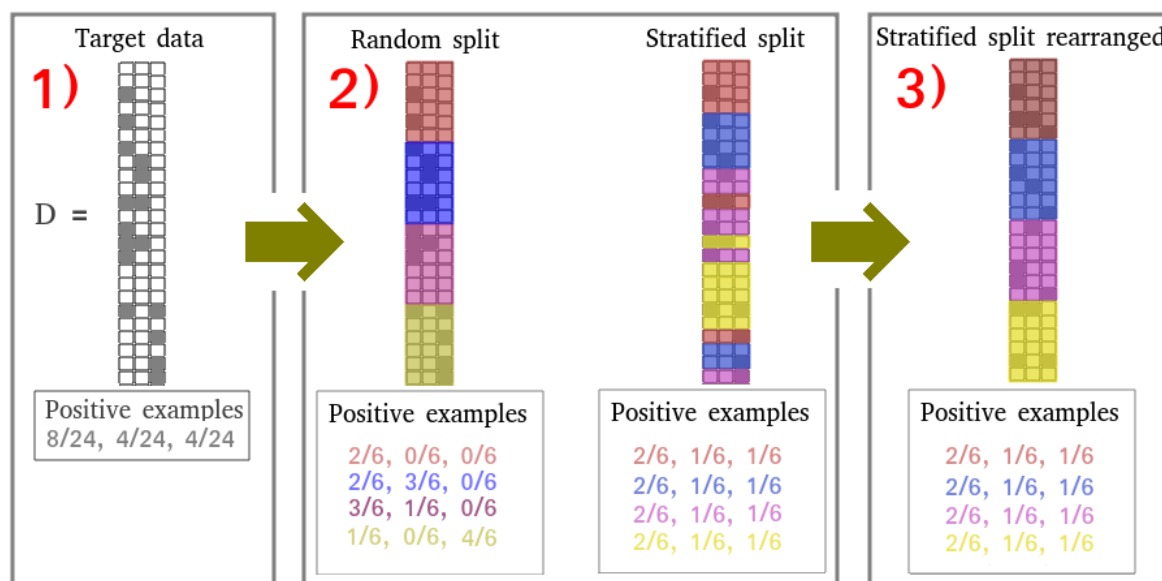 Target data
1)
D =
Positive examples
8/24, 4/24, 4/24
Random split
2)
Positive examples
2/6, 0/6, 0/6
2/6, 3/6, 0/6
3/6, 1/6, 0/6
1/6, 0/6, 4/6
Stratified split
Positive examples
2/6, 1/6, 1/6
2/6, 1/6, 1/6
2/6, 1/6, 1/6
2/6, 1/6, 1/6
Stratified split rearranged
3)
Positive examples
2/6, 1/6, 1/6
2/6, 1/6, 1/6
2/6, 1/6, 1/6
2/6, 1/6, 1/6